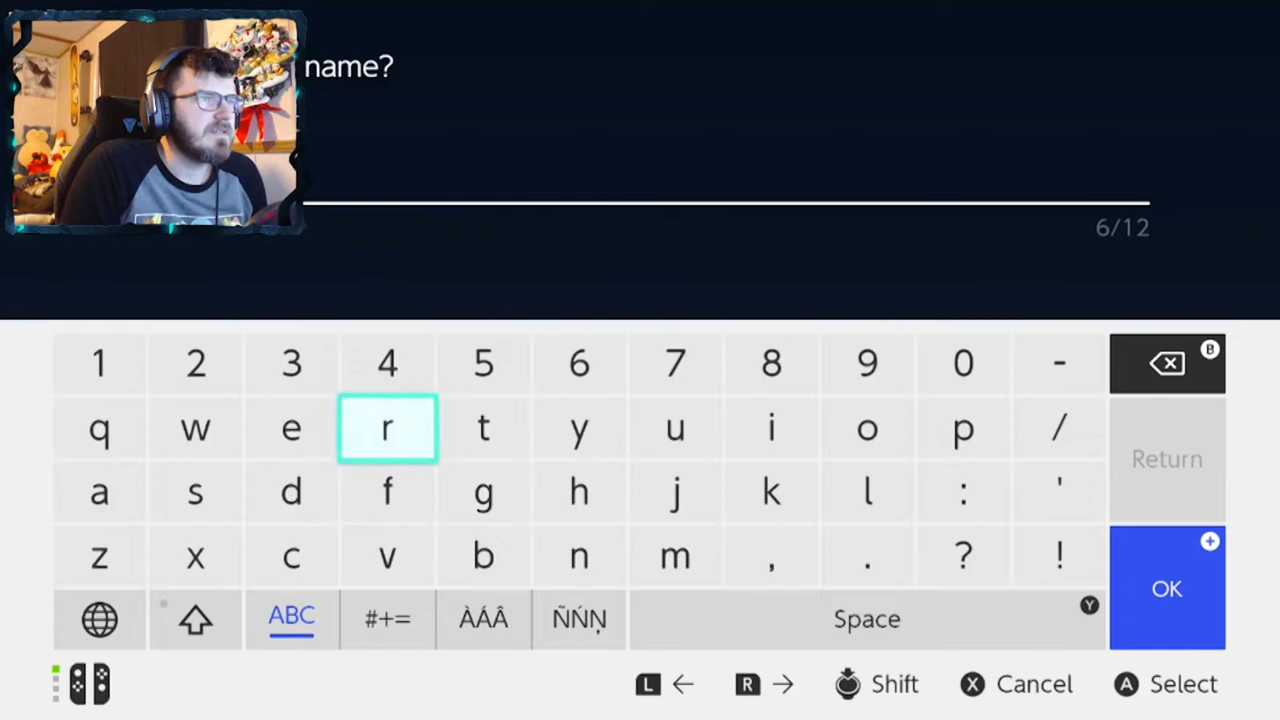 name?
6/12
1 2 3 4 5 6 7 8 9 0 - B
q w e r t y u i o p /
Return
a s d f g h j k l : '
z x c v b n m , . ? !
OK +
ABC #+= ÀÁÂ ÑŃŅ Space Y
L ← R → Shift X Cancel A Select